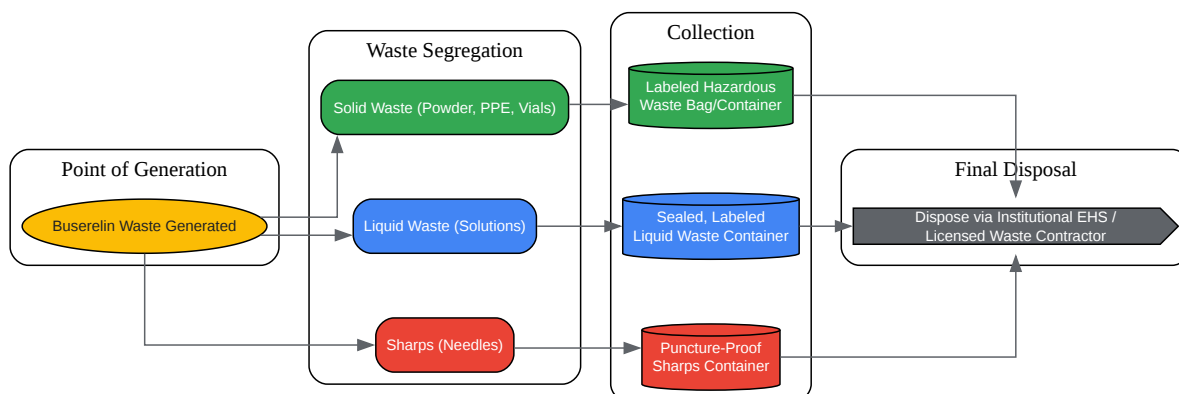 Point of Generation
Buserelin Waste Generated
Waste Segregation
Solid Waste (Powder, PPE, Vials)
Liquid Waste (Solutions)
Sharps (Needles)
Collection
Labeled Hazardous
Waste Bag/Container
Sealed, Labeled
Liquid Waste Container
Puncture-Proof
Sharps Container
Final Disposal
Dispose via Institutional EHS /
Licensed Waste Contractor